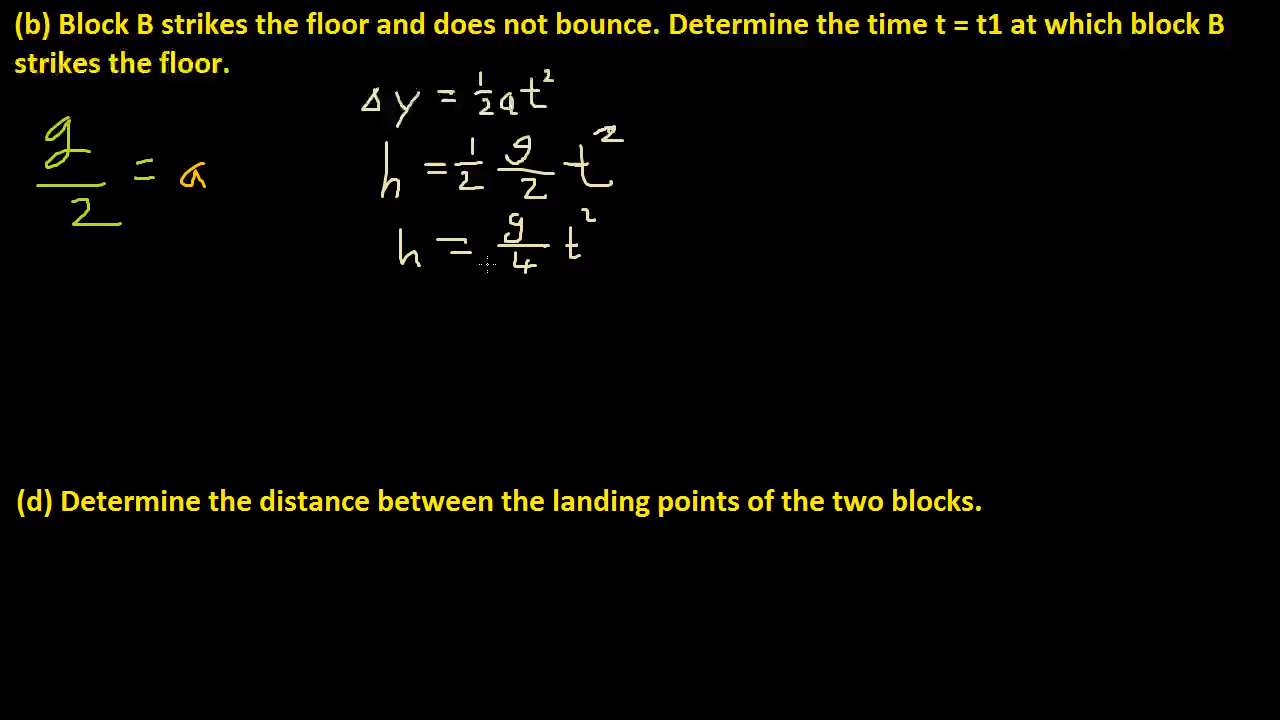 (b) Block B strikes the floor and does not bounce. Determine the time t = t1 at which block B
strikes the floor.
Δy = 1/2 at²
g/2 = a
h = 1/2 g/2 t²
h = g/4 t²
(d) Determine the distance between the landing points of the two blocks.